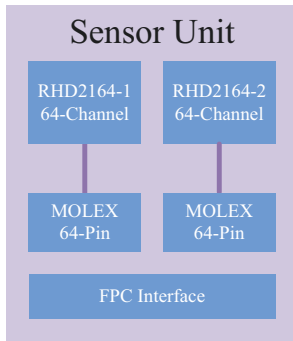 Sensor Unit
RHD2164-1
64-Channel
RHD2164-2
64-Channel
MOLEX
64-Pin
MOLEX
64-Pin
FPC Interface